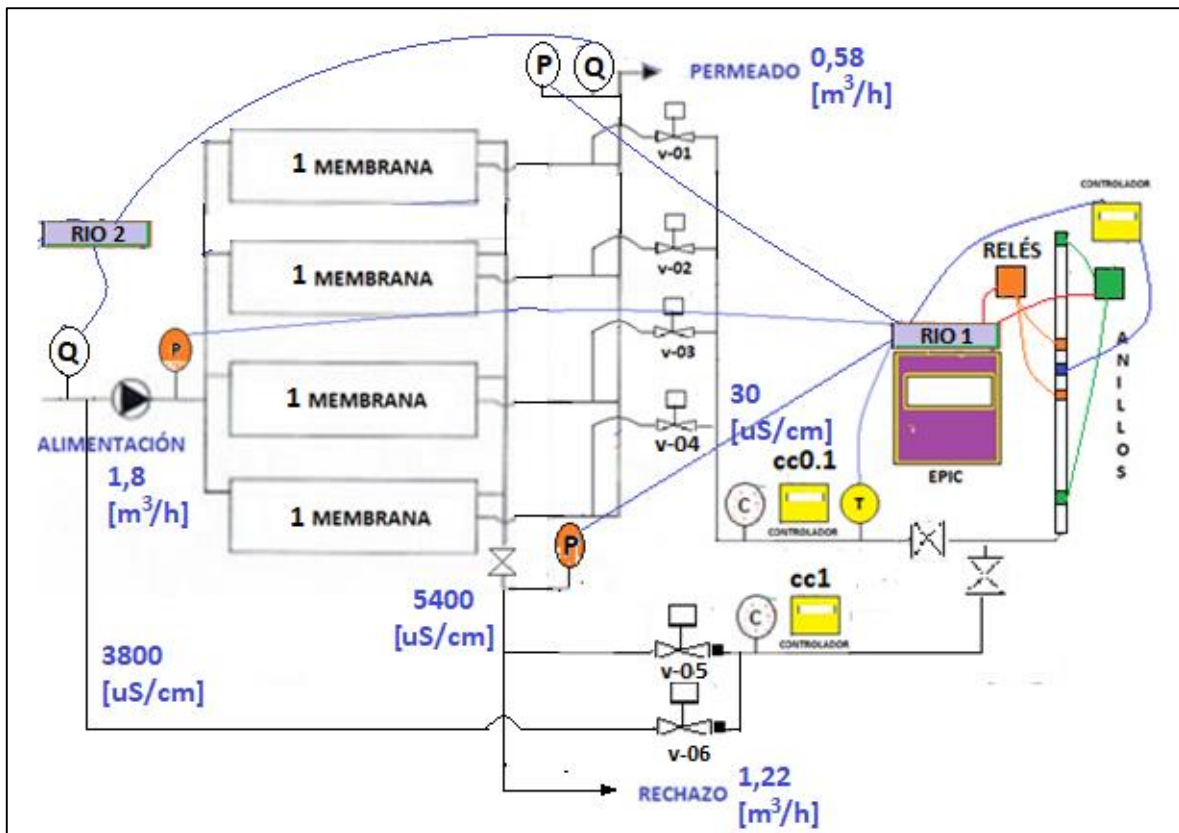 P
Q
PERMEADO
0,58
[m³/h]
v-01
1 MEMBRANA
CONTROLADOR
RIO 2
1 MEMBRANA
v-02
RELÉS
Q
P
v-03
RIO 1
ANILLOS
1 MEMBRANA
30
[uS/cm]
v-04
ALIMENTACIÓN
1,8
[m³/h]
cc0.1
EPIC
1 MEMBRANA
C
CONTROLADOR
T
P
5400
[uS/cm]
cc1
C
CONTROLADOR
3800
[uS/cm]
v-05
v-06
RECHAZO
1,22
[m³/h]